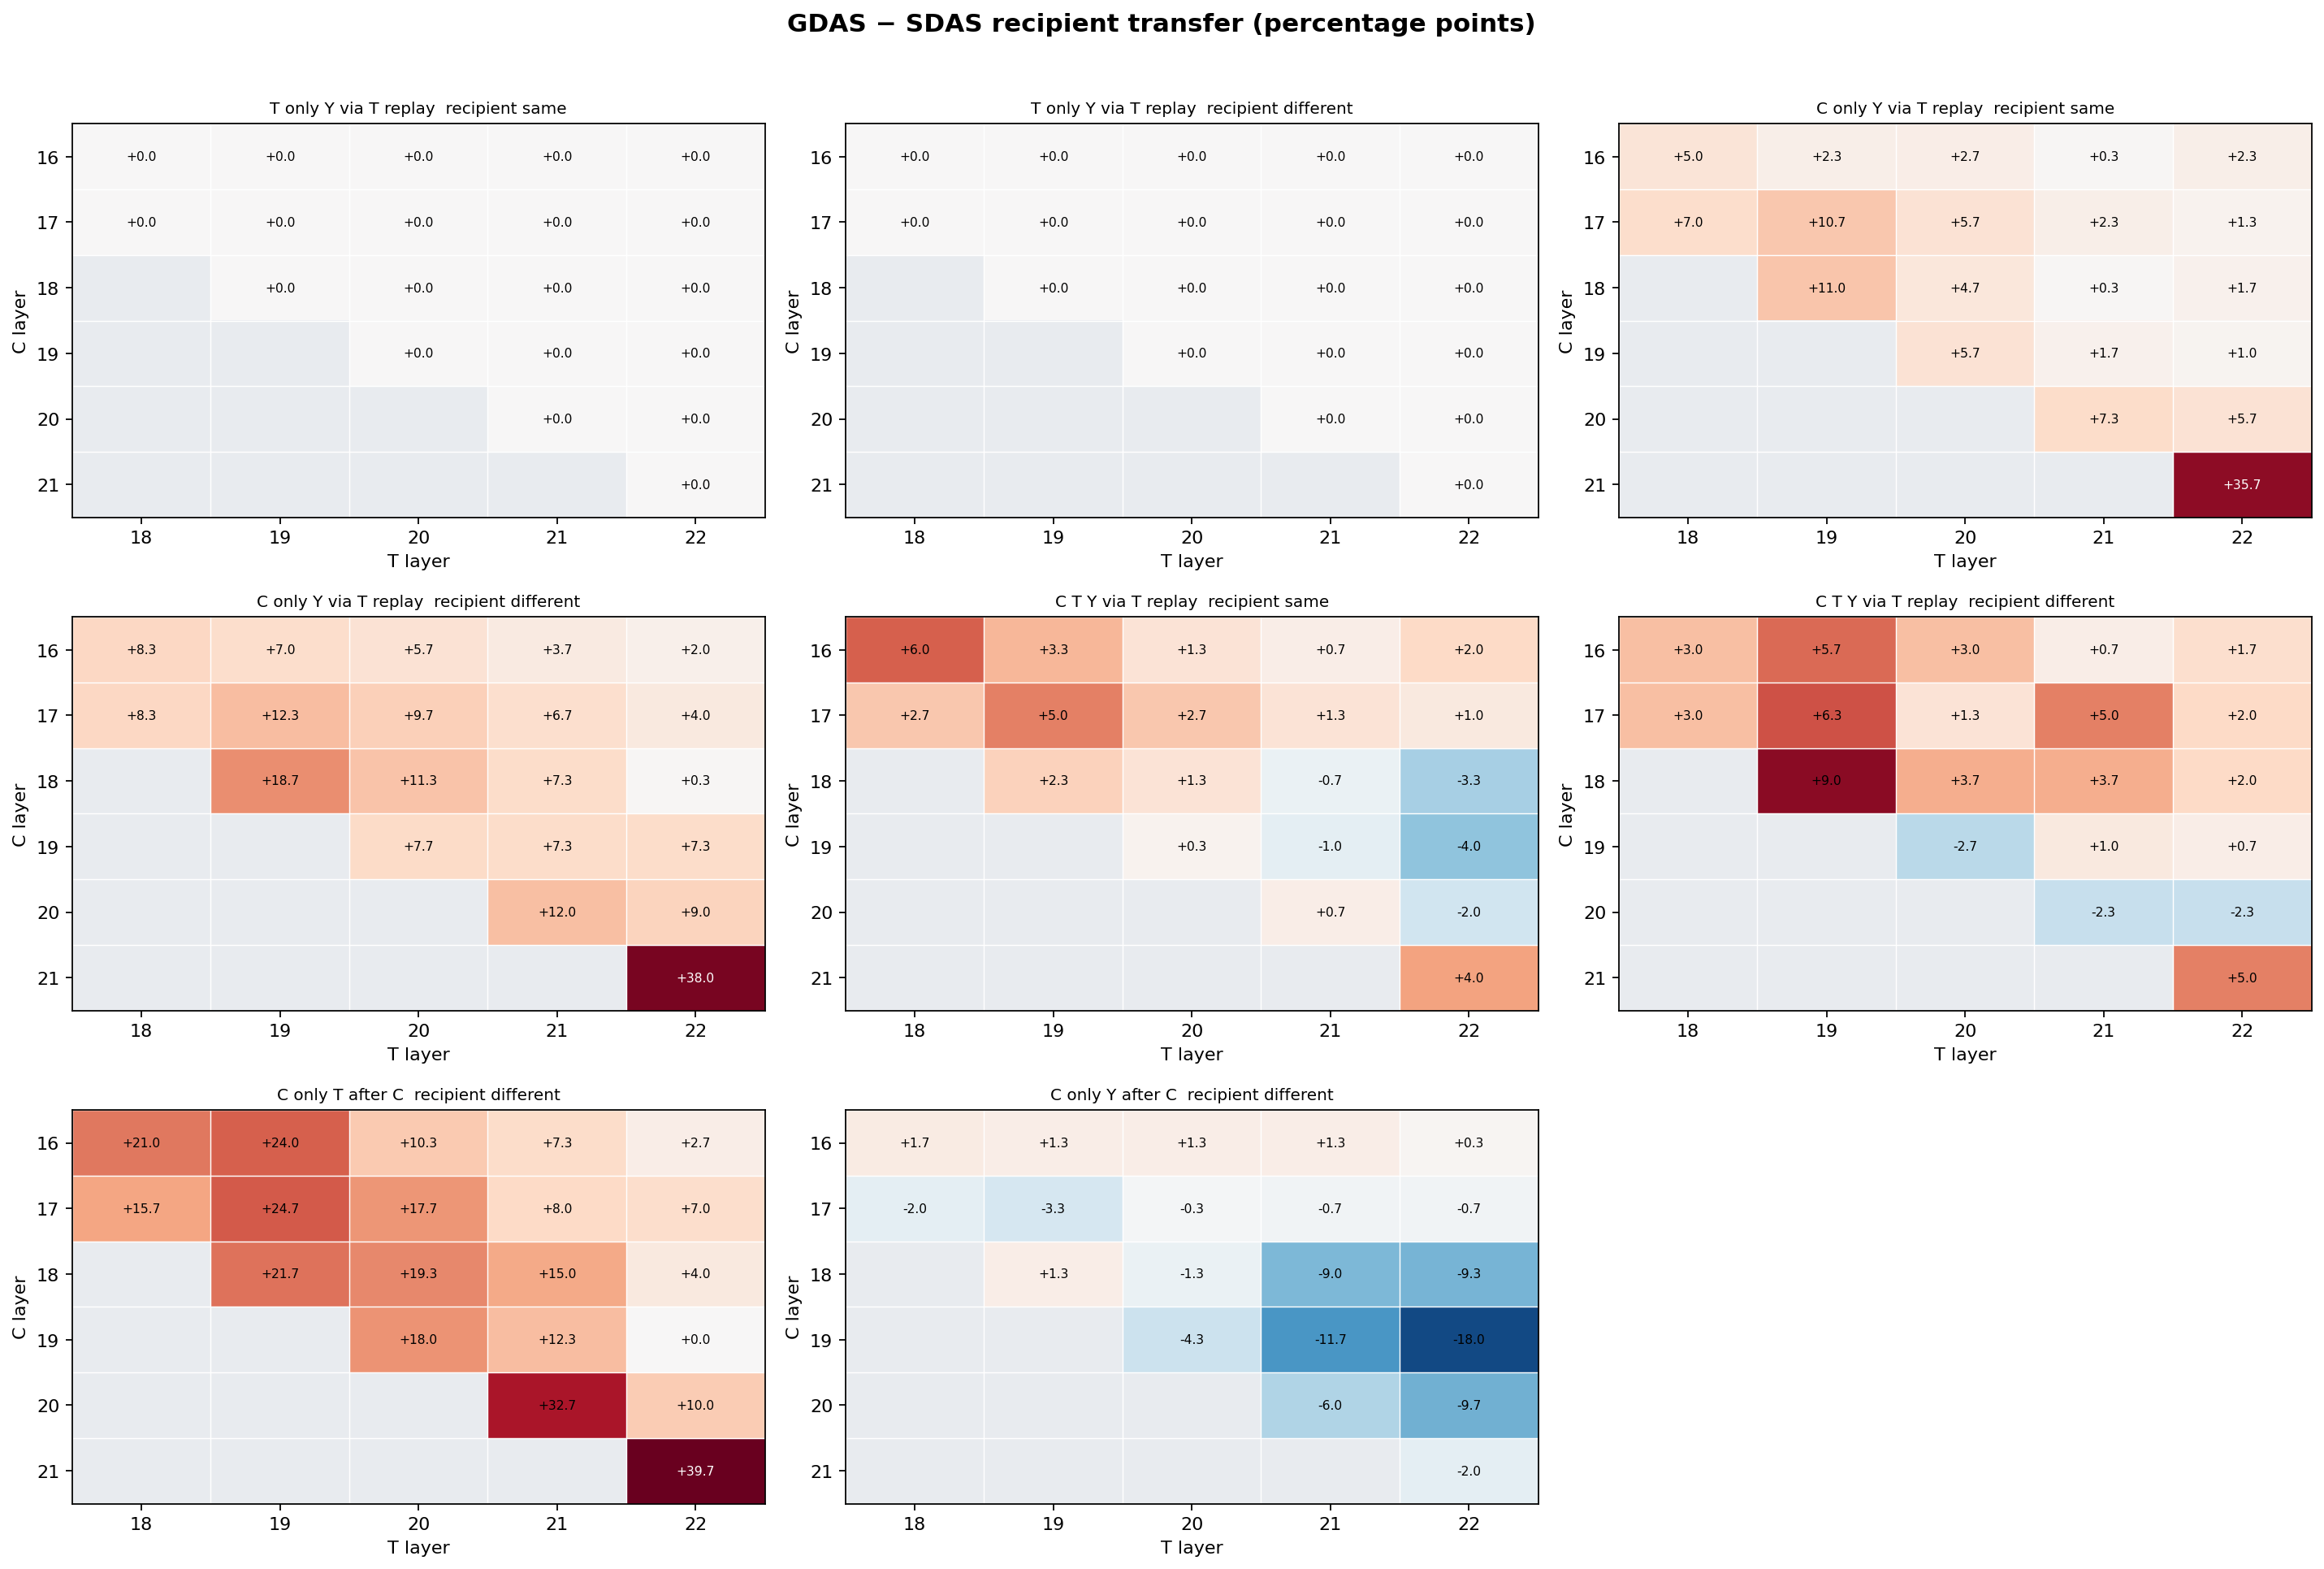 GDAS − SDAS recipient transfer (percentage points)
T only Y via T replay  recipient same
T only Y via T replay  recipient different
C only Y via T replay  recipient same
C layer
16 +0.0 +0.0 +0.0 +0.0 +0.0
17 +0.0 +0.0 +0.0 +0.0 +0.0
18 +0.0 +0.0 +0.0 +0.0
19 +0.0 +0.0 +0.0
20 +0.0 +0.0
21 +0.0
18 19 20 21 22
T layer
C layer
16 +0.0 +0.0 +0.0 +0.0 +0.0
17 +0.0 +0.0 +0.0 +0.0 +0.0
18 +0.0 +0.0 +0.0 +0.0
19 +0.0 +0.0 +0.0
20 +0.0 +0.0
21 +0.0
18 19 20 21 22
T layer
C layer
16 +5.0 +2.3 +2.7 +0.3 +2.3
17 +7.0 +10.7 +5.7 +2.3 +1.3
18 +11.0 +4.7 +0.3 +1.7
19 +5.7 +1.7 +1.0
20 +7.3 +5.7
21 +35.7
18 19 20 21 22
T layer
C only Y via T replay  recipient different
C T Y via T replay  recipient same
C T Y via T replay  recipient different
C layer
16 +8.3 +7.0 +5.7 +3.7 +2.0
17 +8.3 +12.3 +9.7 +6.7 +4.0
18 +18.7 +11.3 +7.3 +0.3
19 +7.7 +7.3 +7.3
20 +12.0 +9.0
21 +38.0
18 19 20 21 22
T layer
C layer
16 +6.0 +3.3 +1.3 +0.7 +2.0
17 +2.7 +5.0 +2.7 +1.3 +1.0
18 +2.3 +1.3 -0.7 -3.3
19 +0.3 -1.0 -4.0
20 +0.7 -2.0
21 +4.0
18 19 20 21 22
T layer
C layer
16 +3.0 +5.7 +3.0 +0.7 +1.7
17 +3.0 +6.3 +1.3 +5.0 +2.0
18 +9.0 +3.7 +3.7 +2.0
19 -2.7 +1.0 +0.7
20 -2.3 -2.3
21 +5.0
18 19 20 21 22
T layer
C only T after C  recipient different
C only Y after C  recipient different
C layer
16 +21.0 +24.0 +10.3 +7.3 +2.7
17 +15.7 +24.7 +17.7 +8.0 +7.0
18 +21.7 +19.3 +15.0 +4.0
19 +18.0 +12.3 +0.0
20 +32.7 +10.0
21 +39.7
18 19 20 21 22
T layer
C layer
16 +1.7 +1.3 +1.3 +1.3 +0.3
17 -2.0 -3.3 -0.3 -0.7 -0.7
18 +1.3 -1.3 -9.0 -9.3
19 -4.3 -11.7 -18.0
20 -6.0 -9.7
21 -2.0
18 19 20 21 22
T layer